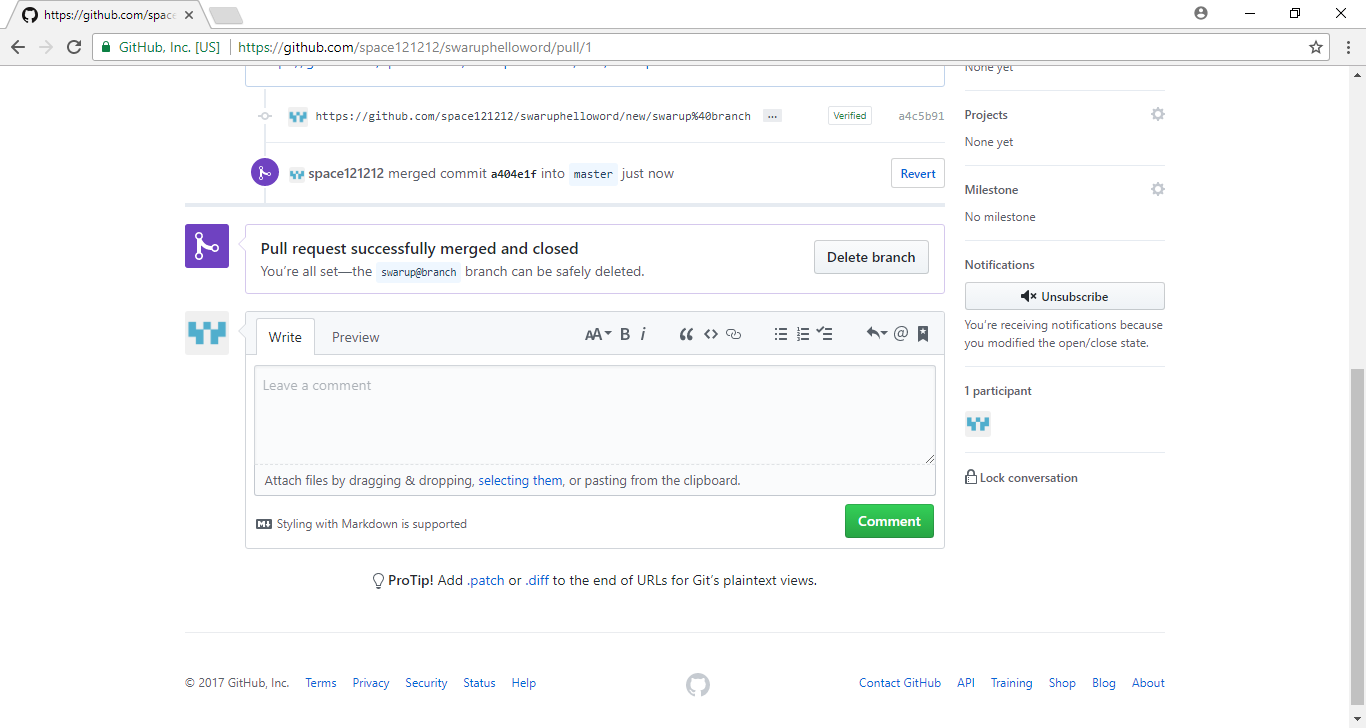 https://github.com/space
GitHub, Inc. [US] https://github.com/space121212/swaruphelloword/pull/1
None yet
https://github.com/space121212/swaruphelloword/new/swarup%40branch ... Verified a4c5b91
Projects
None yet
space121212 merged commit a404e1f into master just now Revert
Milestone
No milestone
Pull request successfully merged and closed
You're all set—the swarup@branch branch can be safely deleted.
Delete branch
Notifications
Unsubscribe
You're receiving notifications because
you modified the open/close state.
Write Preview AA B i
Leave a comment
1 participant
Attach files by dragging & dropping, selecting them, or pasting from the clipboard.
Lock conversation
Styling with Markdown is supported
Comment
ProTip! Add .patch or .diff to the end of URLs for Git's plaintext views.
© 2017 GitHub, Inc. Terms Privacy Security Status Help Contact GitHub API Training Shop Blog About